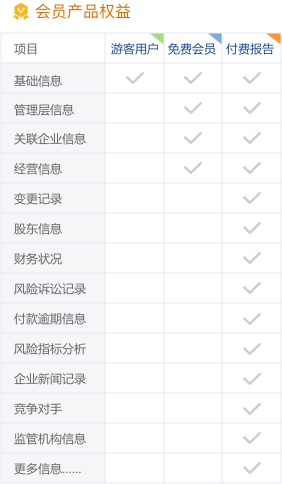 会员产品权益
项目 游客用户 免费会员 付费报告
基础信息
管理层信息
关联企业信息
经营信息
变更记录
股东信息
财务状况
风险诉讼记录
付款逾期信息
风险指标分析
企业新闻记录
竞争对手
监管机构信息
更多信息......